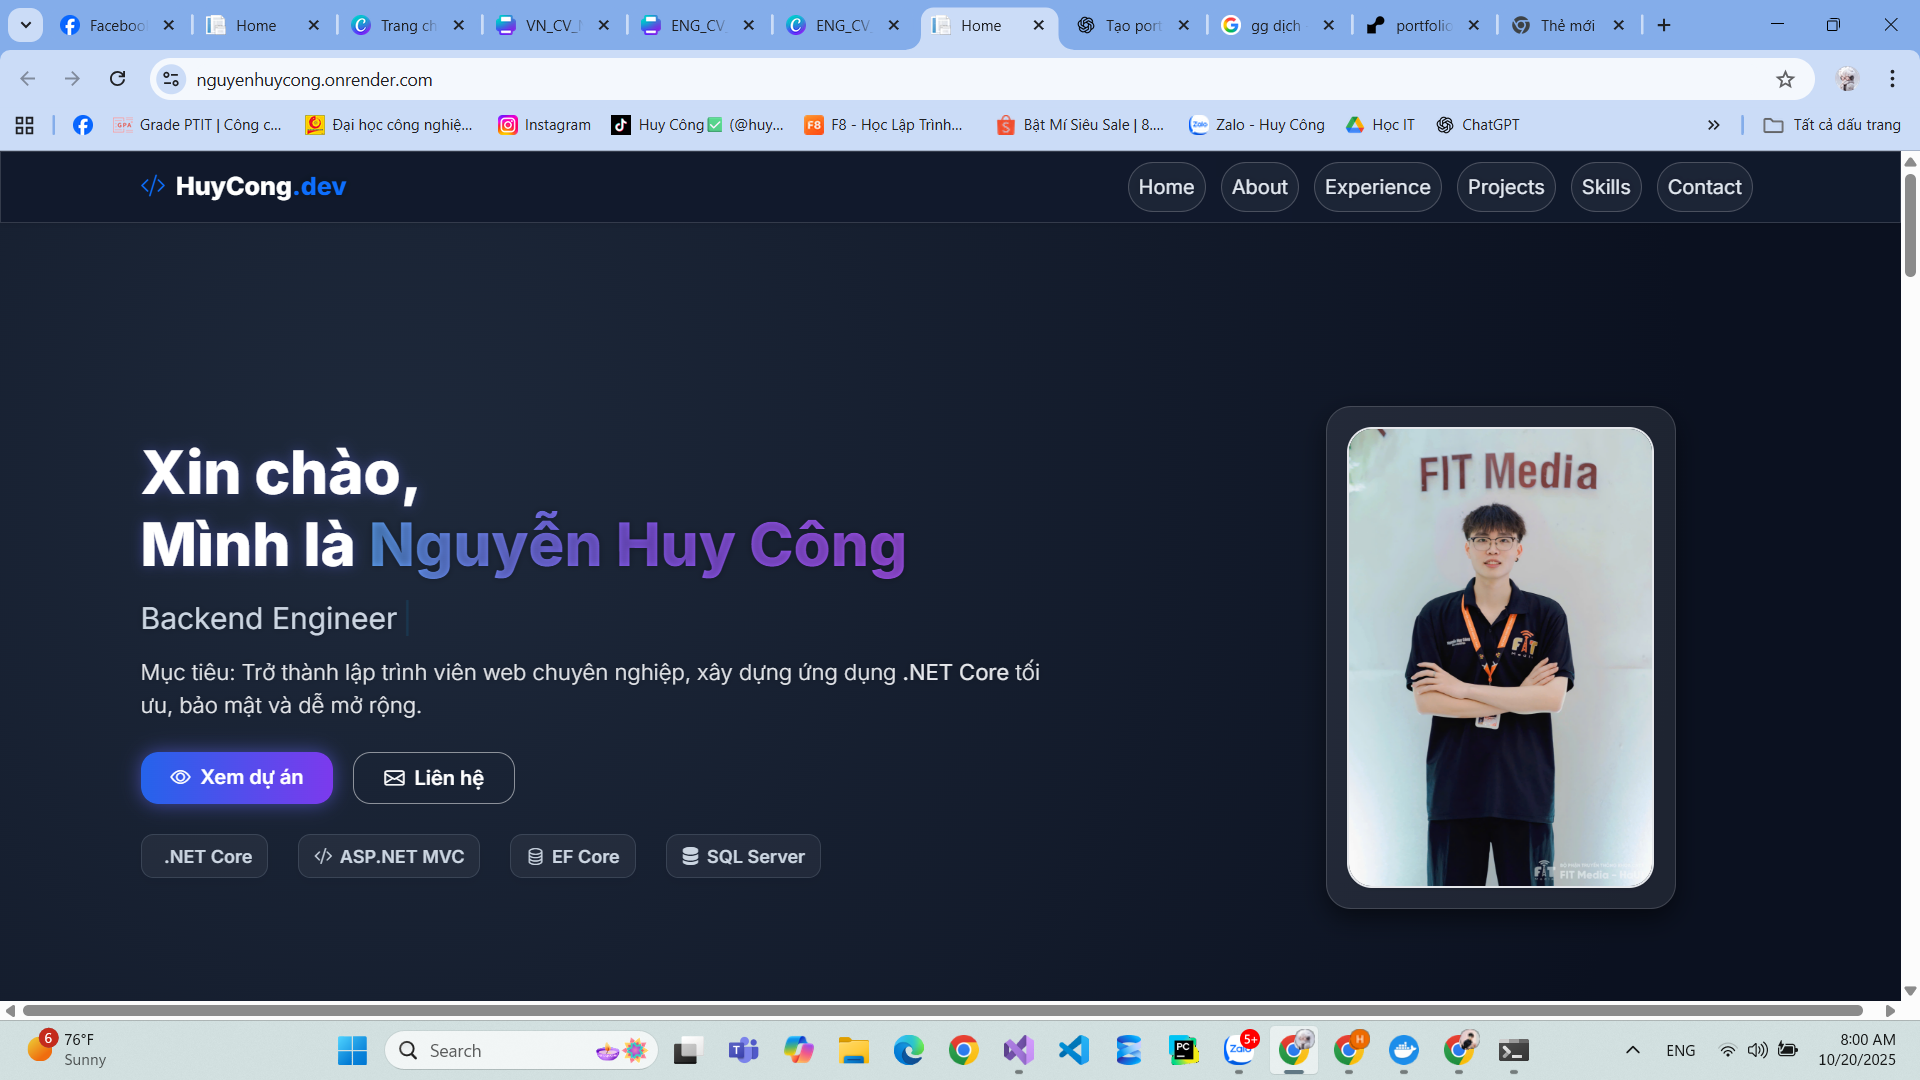 Facebook
Home
Trang ch
VN_CV_
ENG_CV
ENG_CV_
Home
Tạo port
gg dịch
portfolio
Thẻ mới
nguyenhuycong.onrender.com
Grade PTIT | Công c...
Đại học công nghiệ...
Instagram
Huy Công✅ (@huy...
F8 - Học Lập Trình...
Bật Mí Siêu Sale | 8....
Zalo - Huy Công
Học IT
ChatGPT
Tất cả dấu trang
</> HuyCong.dev
Home
About
Experience
Projects
Skills
Contact
Xin chào,
Mình là Nguyễn Huy Công
Backend Engineer
Mục tiêu: Trở thành lập trình viên web chuyên nghiệp, xây dựng ứng dụng .NET Core tối
ưu, bảo mật và dễ mở rộng.
Xem dự án
Liên hệ
.NET Core
</> ASP.NET MVC
EF Core
SQL Server
FIT Media
FIT
FIT Media
6
76°F
Sunny
Search
5+
ENG
8:00 AM
10/20/2025